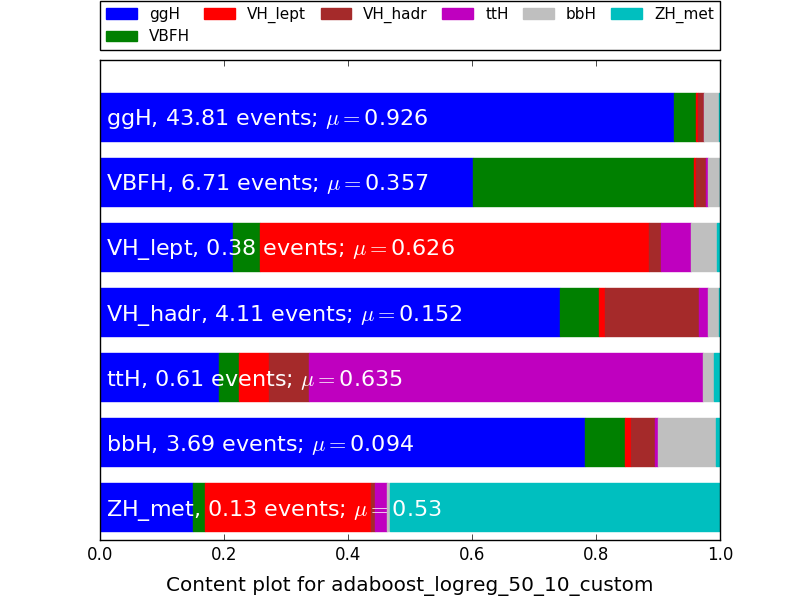 ggH VH_lept VH_hadr ttH bbH ZH_met
VBFH
ggH, 43.81 events; μ = 0.926
VBFH, 6.71 events; μ = 0.357
VH_lept, 0.38 events; μ = 0.626
VH_hadr, 4.11 events; μ = 0.152
ttH, 0.61 events; μ = 0.635
bbH, 3.69 events; μ = 0.094
ZH_met, 0.13 events; μ = 0.53
0.0 0.2 0.4 0.6 0.8 1.0
Content plot for adaboost_logreg_50_10_custom